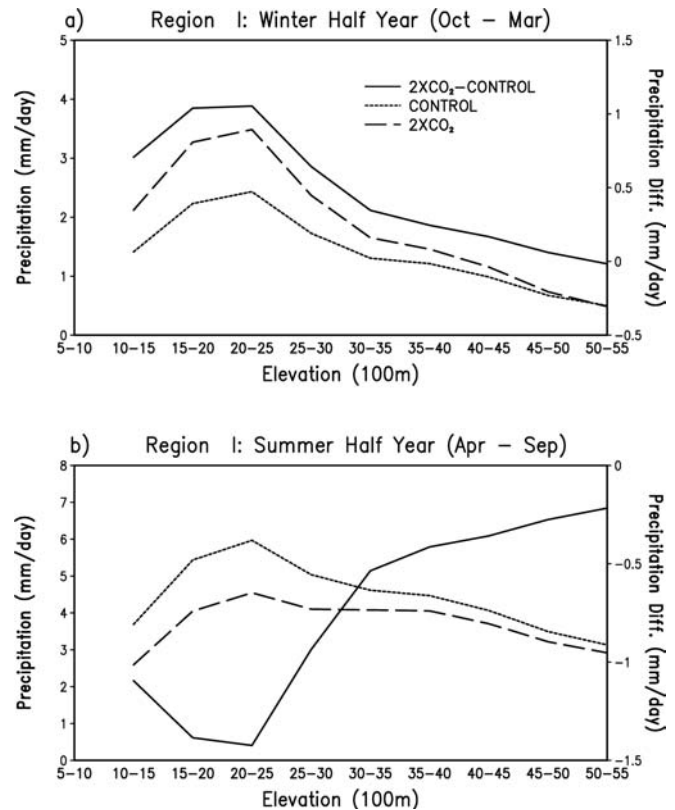 a) Region I: Winter Half Year (Oct – Mar)
Precipitation (mm/day)
5
4
3
2
1
0
1.5
1
0.5
0
-0.5
Precipitation Diff. (mm/day)
2XCO₂–CONTROL
CONTROL
2XCO₂
5–10 10–15 15–20 20–25 25–30 30–35 35–40 40–45 45–50 50–55
Elevation (100m)
b) Region I: Summer Half Year (Apr – Sep)
Precipitation (mm/day)
8
7
6
5
4
3
2
1
0
0
-0.5
-1
-1.5
Precipitation Diff. (mm/day)
5–10 10–15 15–20 20–25 25–30 30–35 35–40 40–45 45–50 50–55
Elevation (100m)